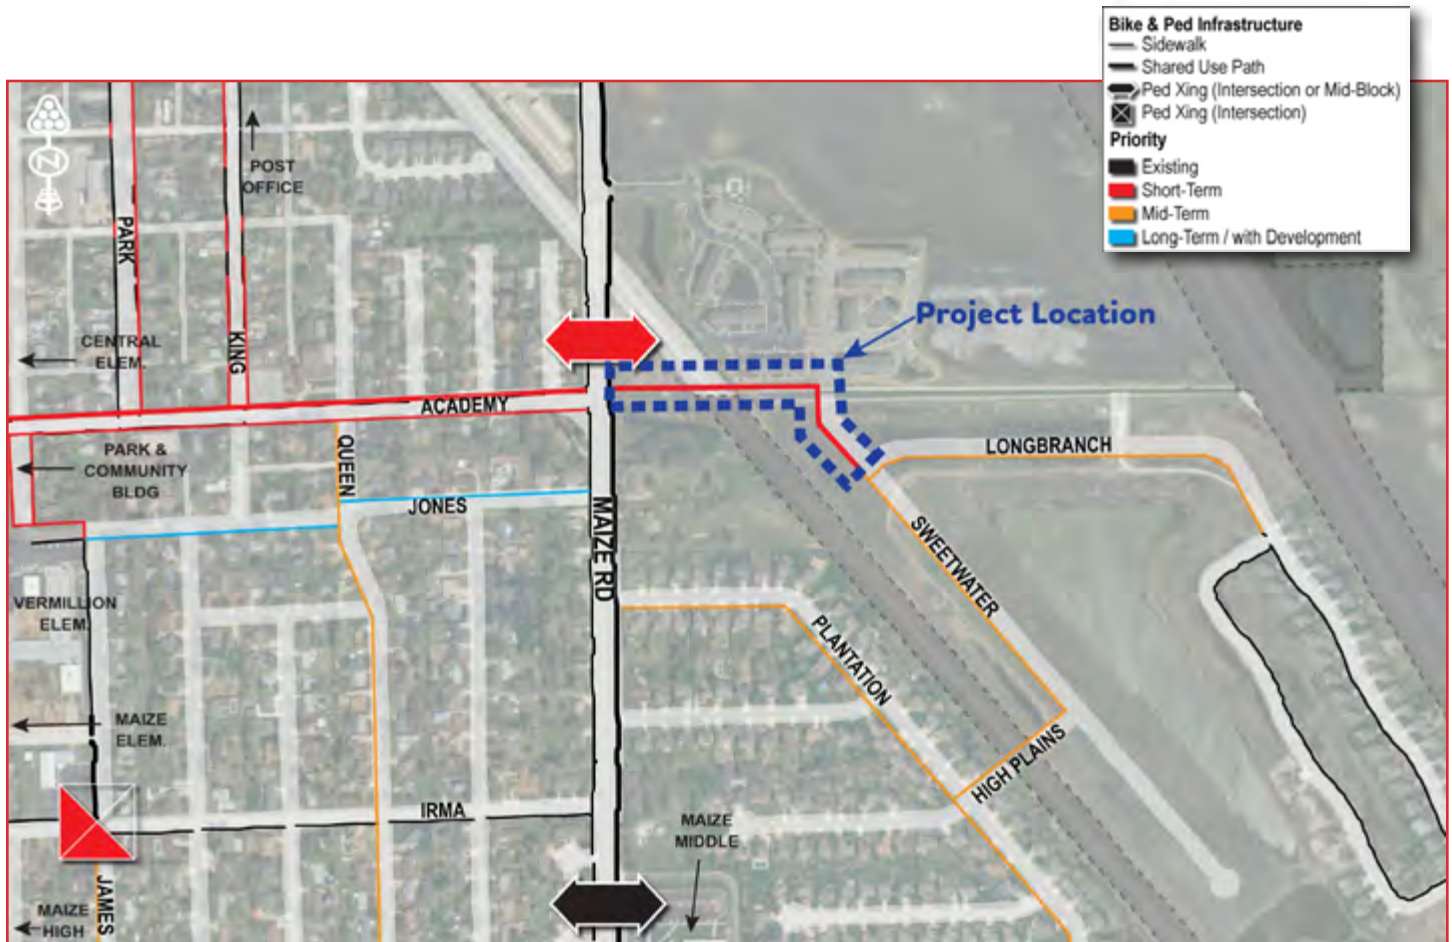 Bike & Ped Infrastructure
Sidewalk
Shared Use Path
Ped Xing (Intersection or Mid-Block)
Ped Xing (Intersection)
Priority
Existing
Short-Term
Mid-Term
Long-Term / with Development
N
POST
OFFICE
PARK
KING
CENTRAL
ELEM.
Project Location
ACADEMY
PARK &
COMMUNITY
BLDG
QUEEN
JONES
MAIZE RD
LONGBRANCH
SWEETWATER
VERMILLION
ELEM.
PLANTATION
MAIZE
ELEM.
HIGH PLAINS
IRMA
MAIZE
MIDDLE
JAMES
MAIZE
HIGH